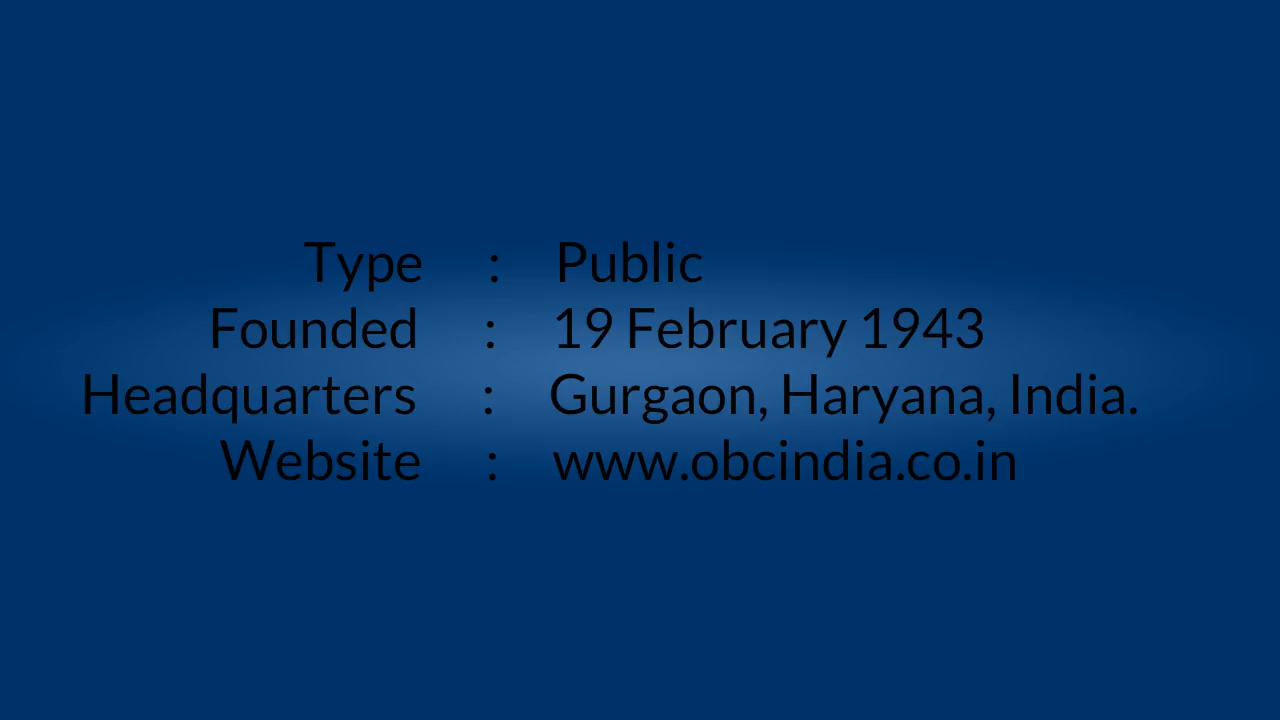 Type : Public
Founded : 19 February 1943
Headquarters : Gurgaon, Haryana, India.
Website : www.obcindia.co.in